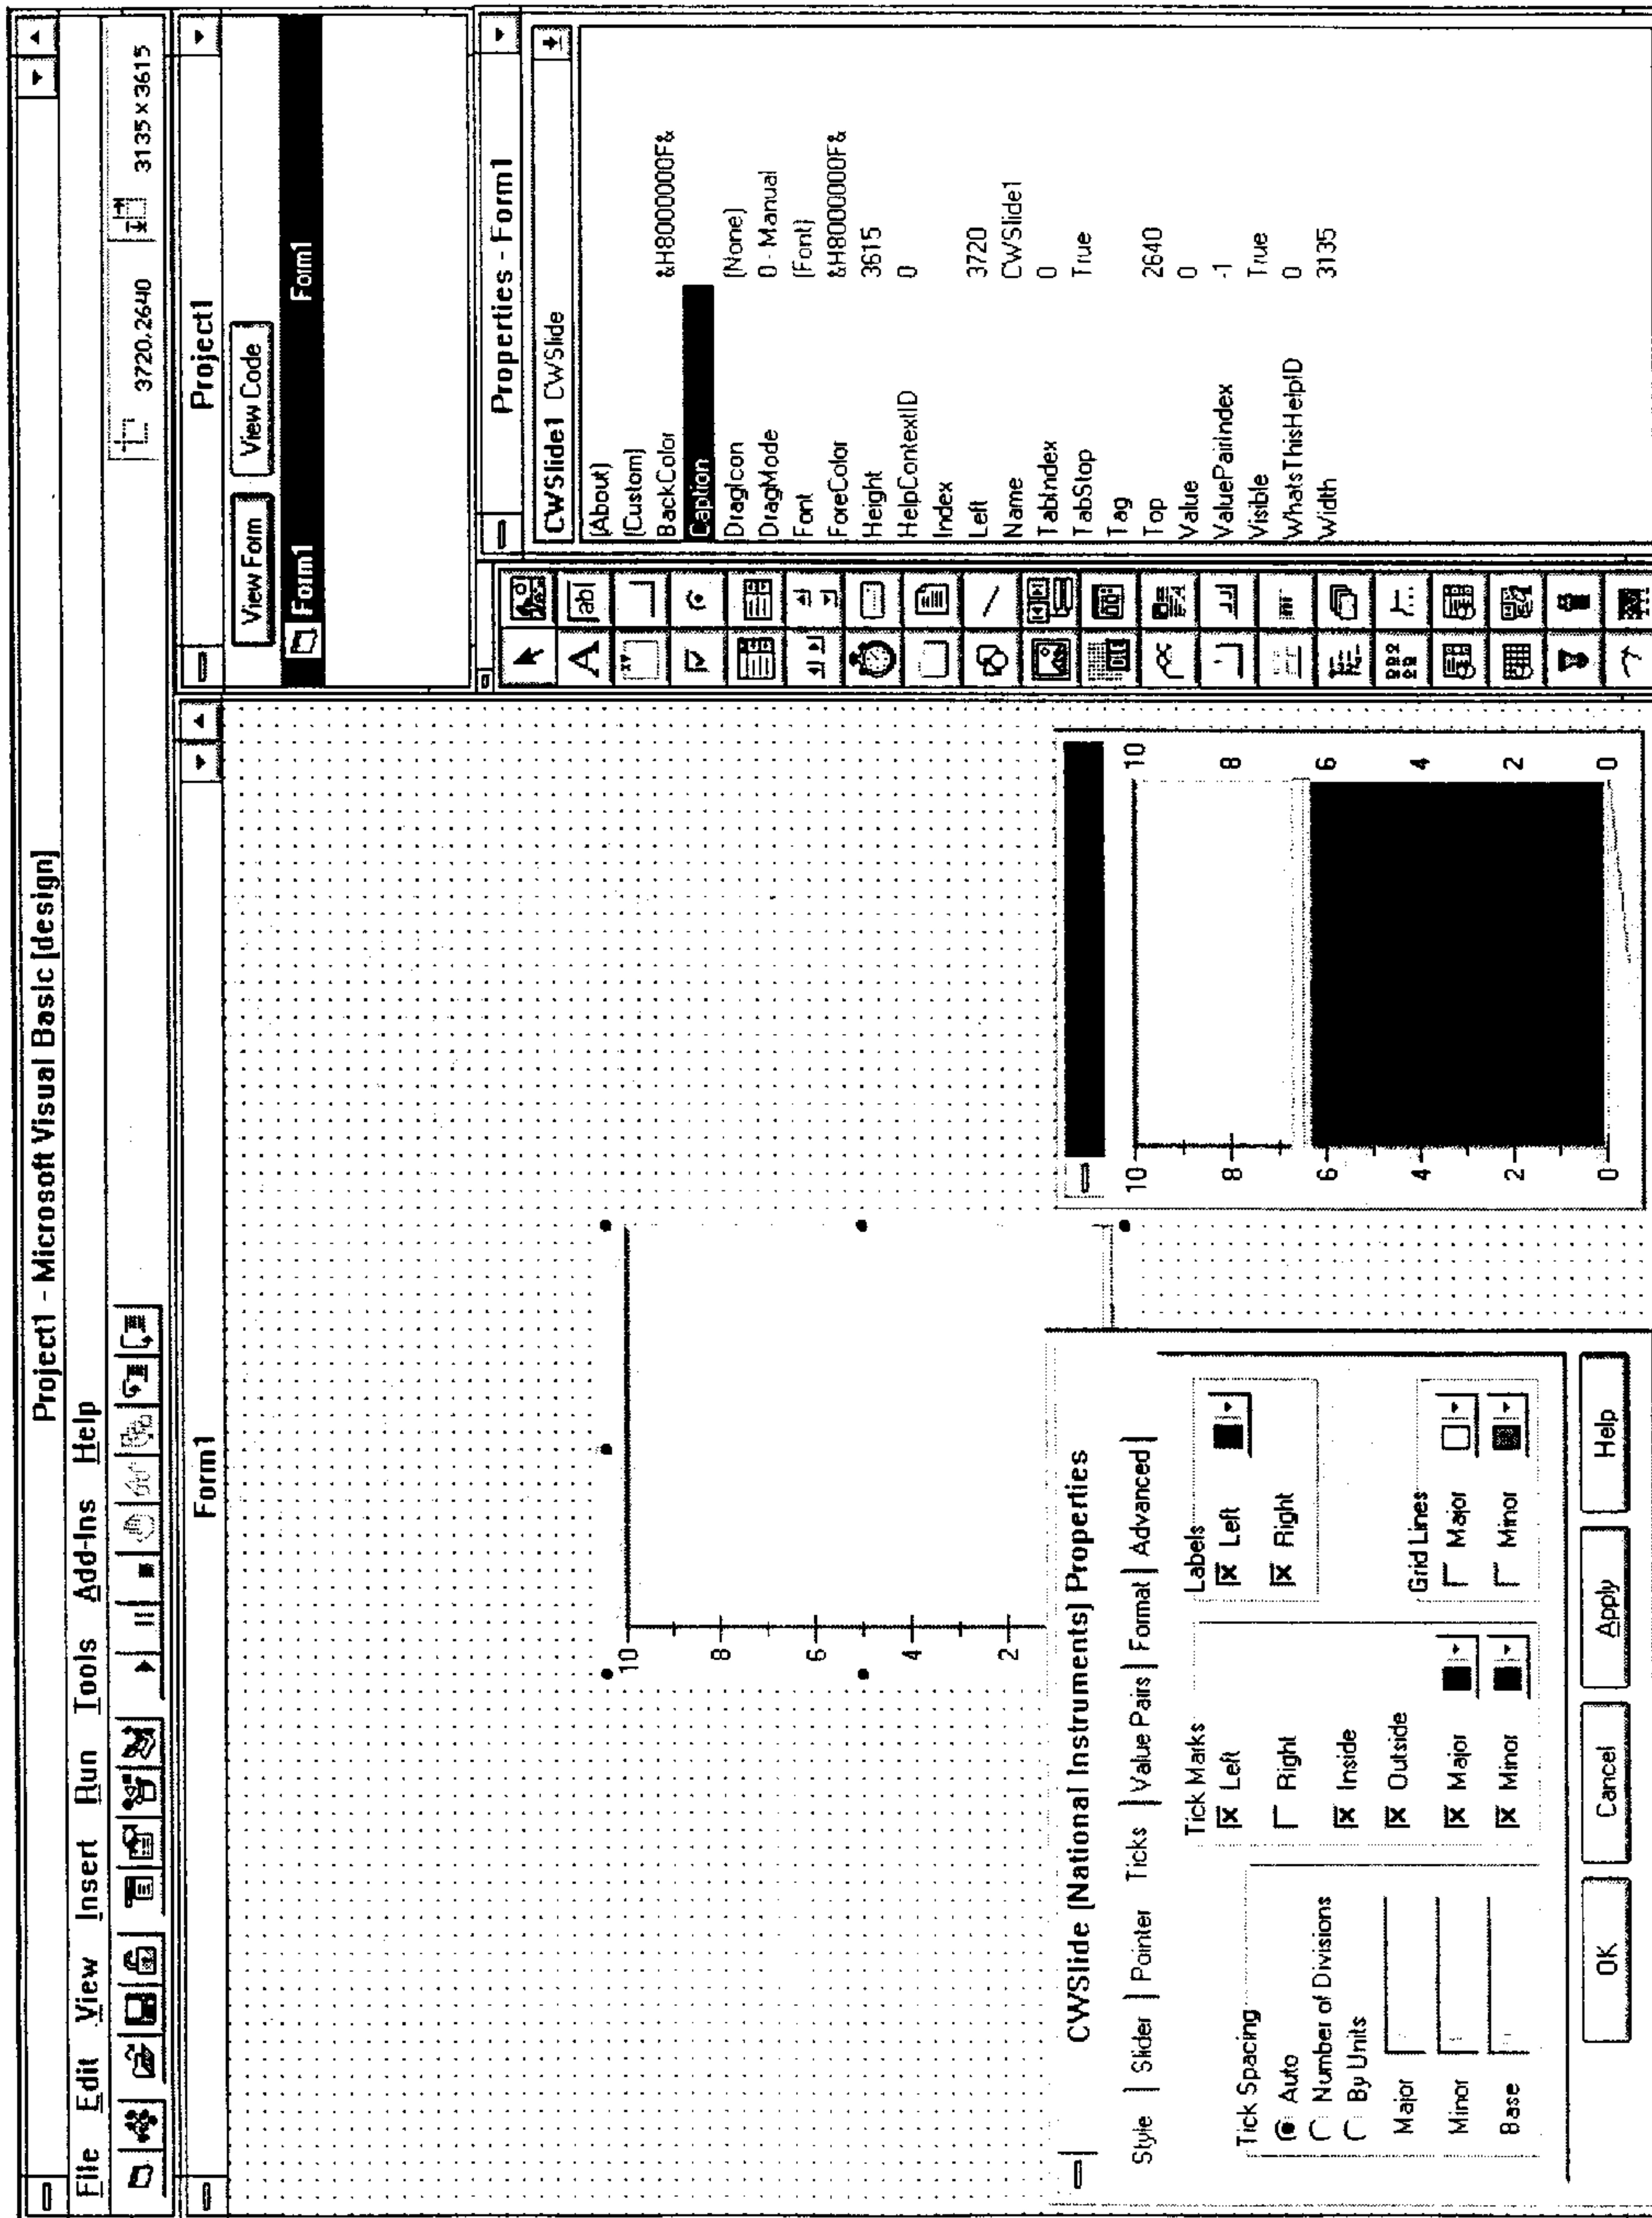 Project1 - Microsoft Visual Basic [design]
File Edit View Insert Run Tools Add-Ins Help
3720,2640 3135 x 3615
Form1
10
8
6
4
2
Project1
View Form View Code
Form1 Form1
Properties - Form1
CWSlide1 CWSlide
(About)
(Custom)
BackColor &H8000000F&
Caption
DragIcon (None)
DragMode 0 - Manual
Font (Font)
ForeColor &H8000000F&
Height 3615
HelpContextID 0
Index
Left 3720
Name CWSlide1
TabIndex 0
TabStop True
Tag
Top 2640
Value 0
ValuePairIndex -1
Visible True
WhatsThisHelpID 0
Width 3135
A
abl
xv
OLE
CWSlide (National Instruments) Properties
Style Slider Pointer Ticks Value Pairs Format Advanced
Tick Spacing
Auto
Number of Divisions
By Units
Major
Minor
Base
Tick Marks
Left
Right
Inside
Outside
Major
Minor
Labels
Left
Right
Grid Lines
Major
Minor
OK Cancel Apply Help
10 10
8 8
6 6
4 4
2 2
0 0